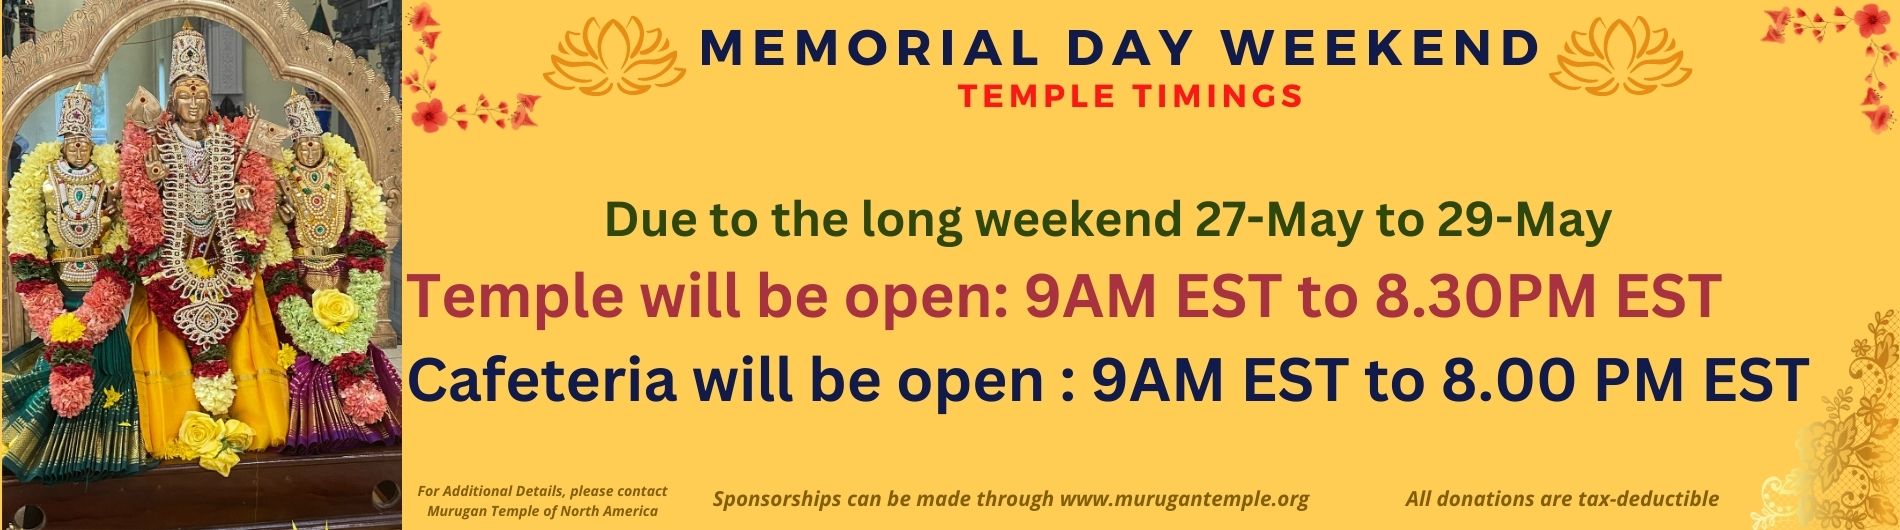 MEMORIAL DAY WEEKEND
TEMPLE TIMINGS
Due to the long weekend 27-May to 29-May
Temple will be open: 9AM EST to 8.30PM EST
Cafeteria will be open : 9AM EST to 8.00 PM EST
For Additional Details, please contact
Murugan Temple of North America
Sponsorships can be made through www.murugantemple.org
All donations are tax-deductible